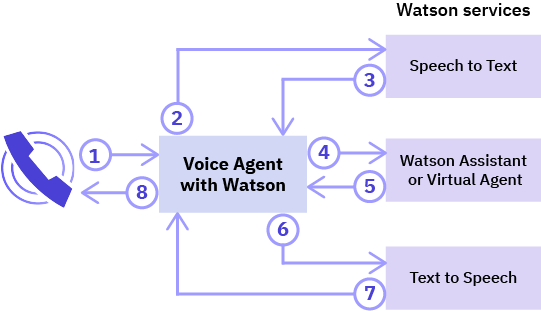 Watson services
2
Speech to Text
3
1
Voice Agent
with Watson
4
Watson Assistant
or Virtual Agent
5
8
6
Text to Speech
7